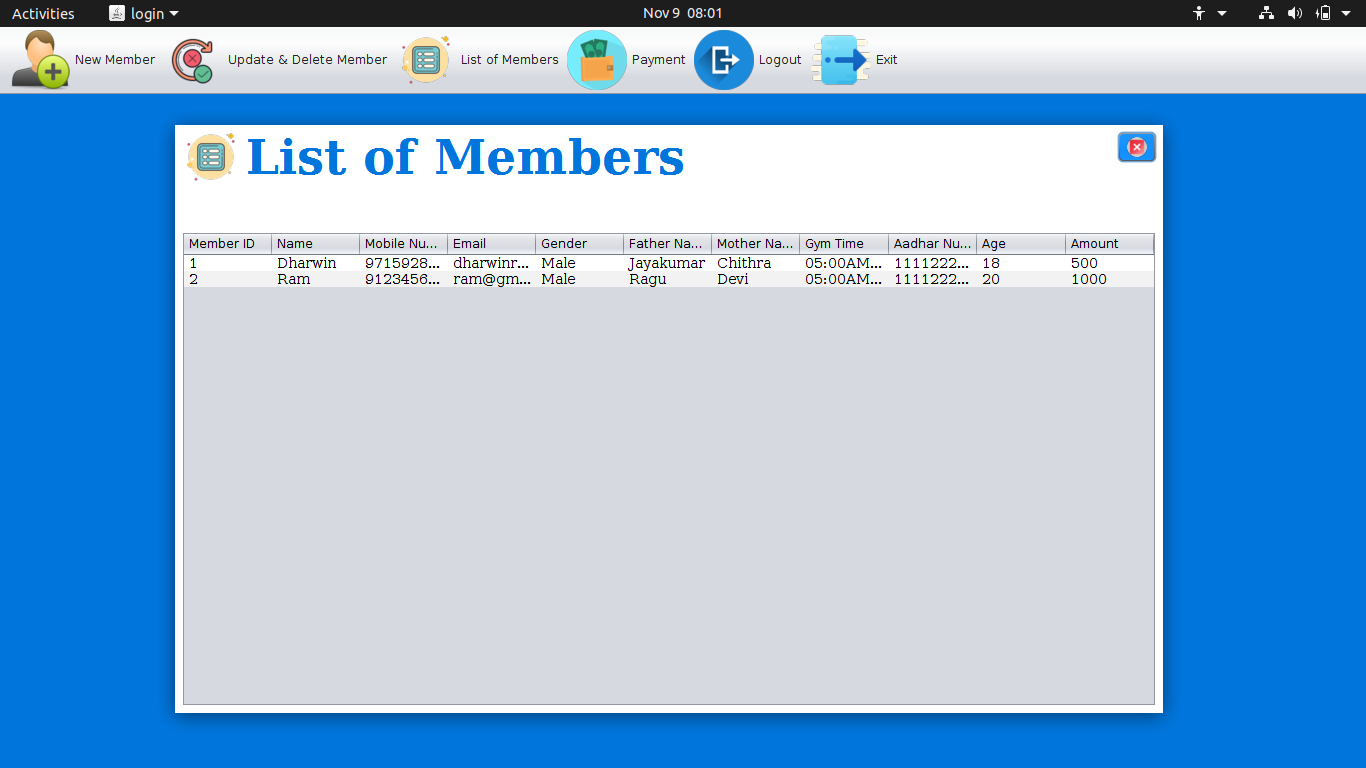 Activities login Nov 9 08:01
New Member Update & Delete Member List of Members Payment Logout Exit
List of Members
Member ID Name Mobile Nu... Email Gender Father Na... Mother Na... Gym Time Aadhar Nu... Age Amount
1 Dharwin 9715928... dharwinr... Male Jayakumar Chithra 05:00AM... 1111222... 18 500
2 Ram 9123456... ram@gm... Male Ragu Devi 05:00AM... 1111222... 20 1000